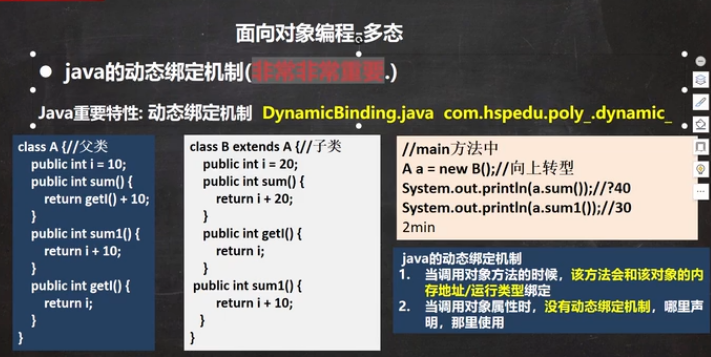 面向对象编程-多态
● java的动态绑定机制(非常非常重要.)
Java重要特性: 动态绑定机制 DynamicBinding.java com.hspedu.poly_.dynamic_
class A {//父类
public int i = 10;
public int sum() {
return getI() + 10;
}
public int sum1() {
return i + 10;
}
public int getI() {
return i;
}
}
class B extends A {//子类
public int i = 20;
public int sum() {
return i + 20;
}
public int getI() {
return i;
}
public int sum1() {
return i + 10;
}
}
//main方法中
A a = new B();//向上转型
System.out.println(a.sum());//?40
System.out.println(a.sum1());//30
2min
java的动态绑定机制
1. 当调用对象方法的时候，该方法会和该对象的内
存地址/运行类型绑定
2. 当调用对象属性时，没有动态绑定机制，哪里声
明，那里使用